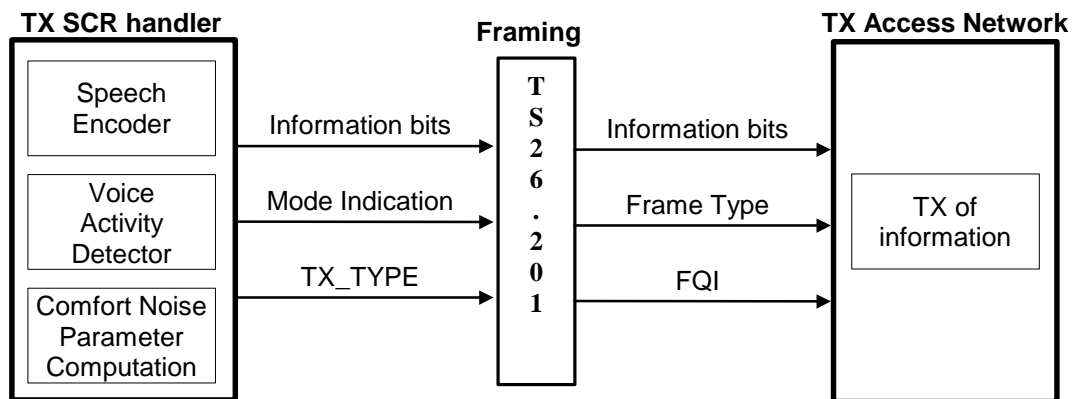 TX SCR handler
Framing
TX Access Network
Speech
Encoder
Voice
Activity
Detector
Comfort Noise
Parameter
Computation
Information bits
Mode Indication
TX_TYPE
T
S
2
6
.
2
0
1
Information bits
Frame Type
FQI
TX of
information